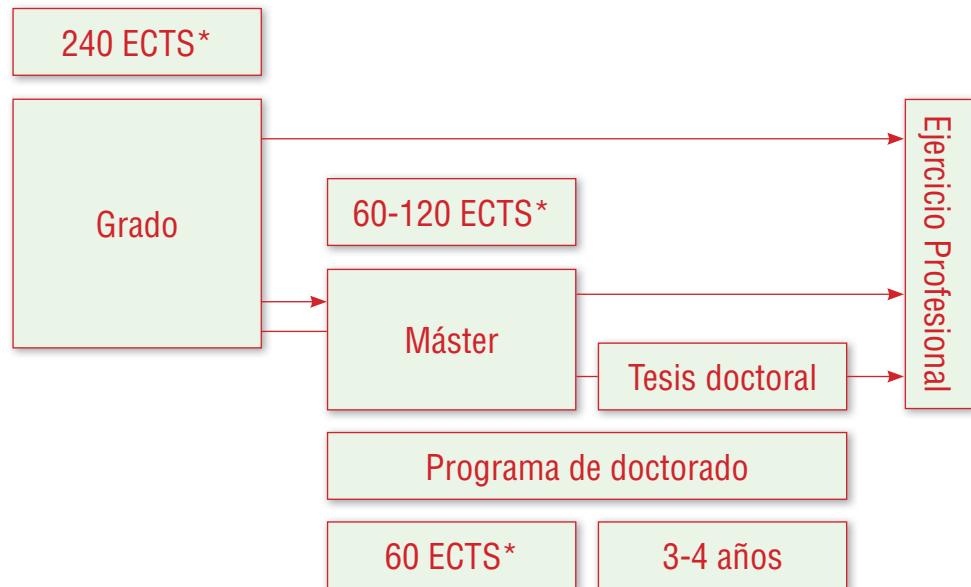 240 ECTS*
Grado
60-120 ECTS*
Máster
Tesis doctoral
Ejercicio Profesional
Programa de doctorado
60 ECTS*
3-4 años